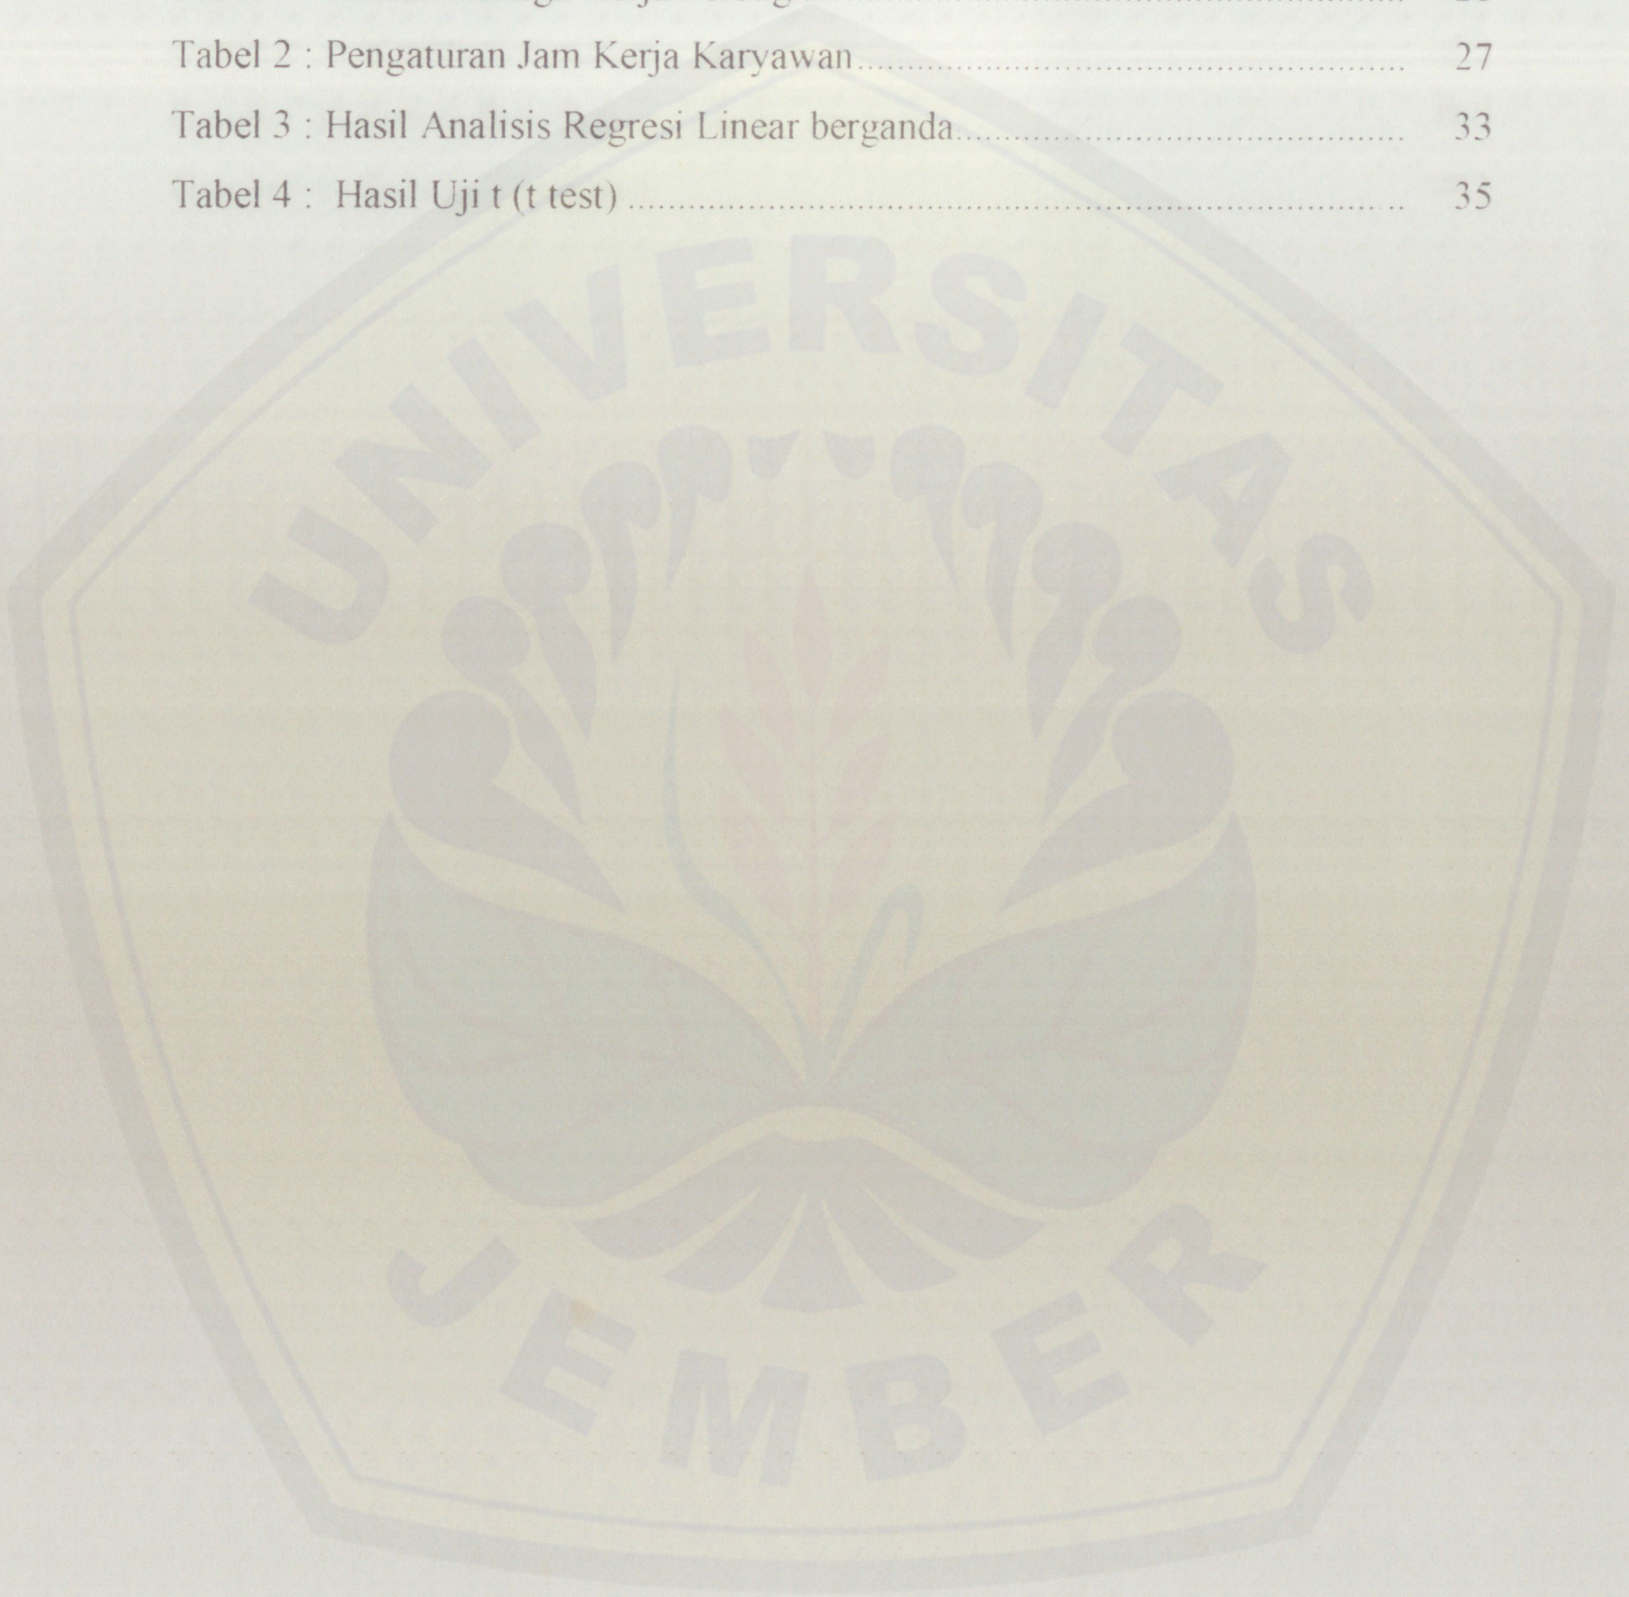 Tabel 2 : Pengaturan Jam Kerja Karyawan........................................................ 27
Tabel 3 : Hasil Analisis Regresi Linear berganda.............................................. 33
Tabel 4 :  Hasil Uji t (t test) ................................................................................ 35
UNIVERSITAS
JEMBER